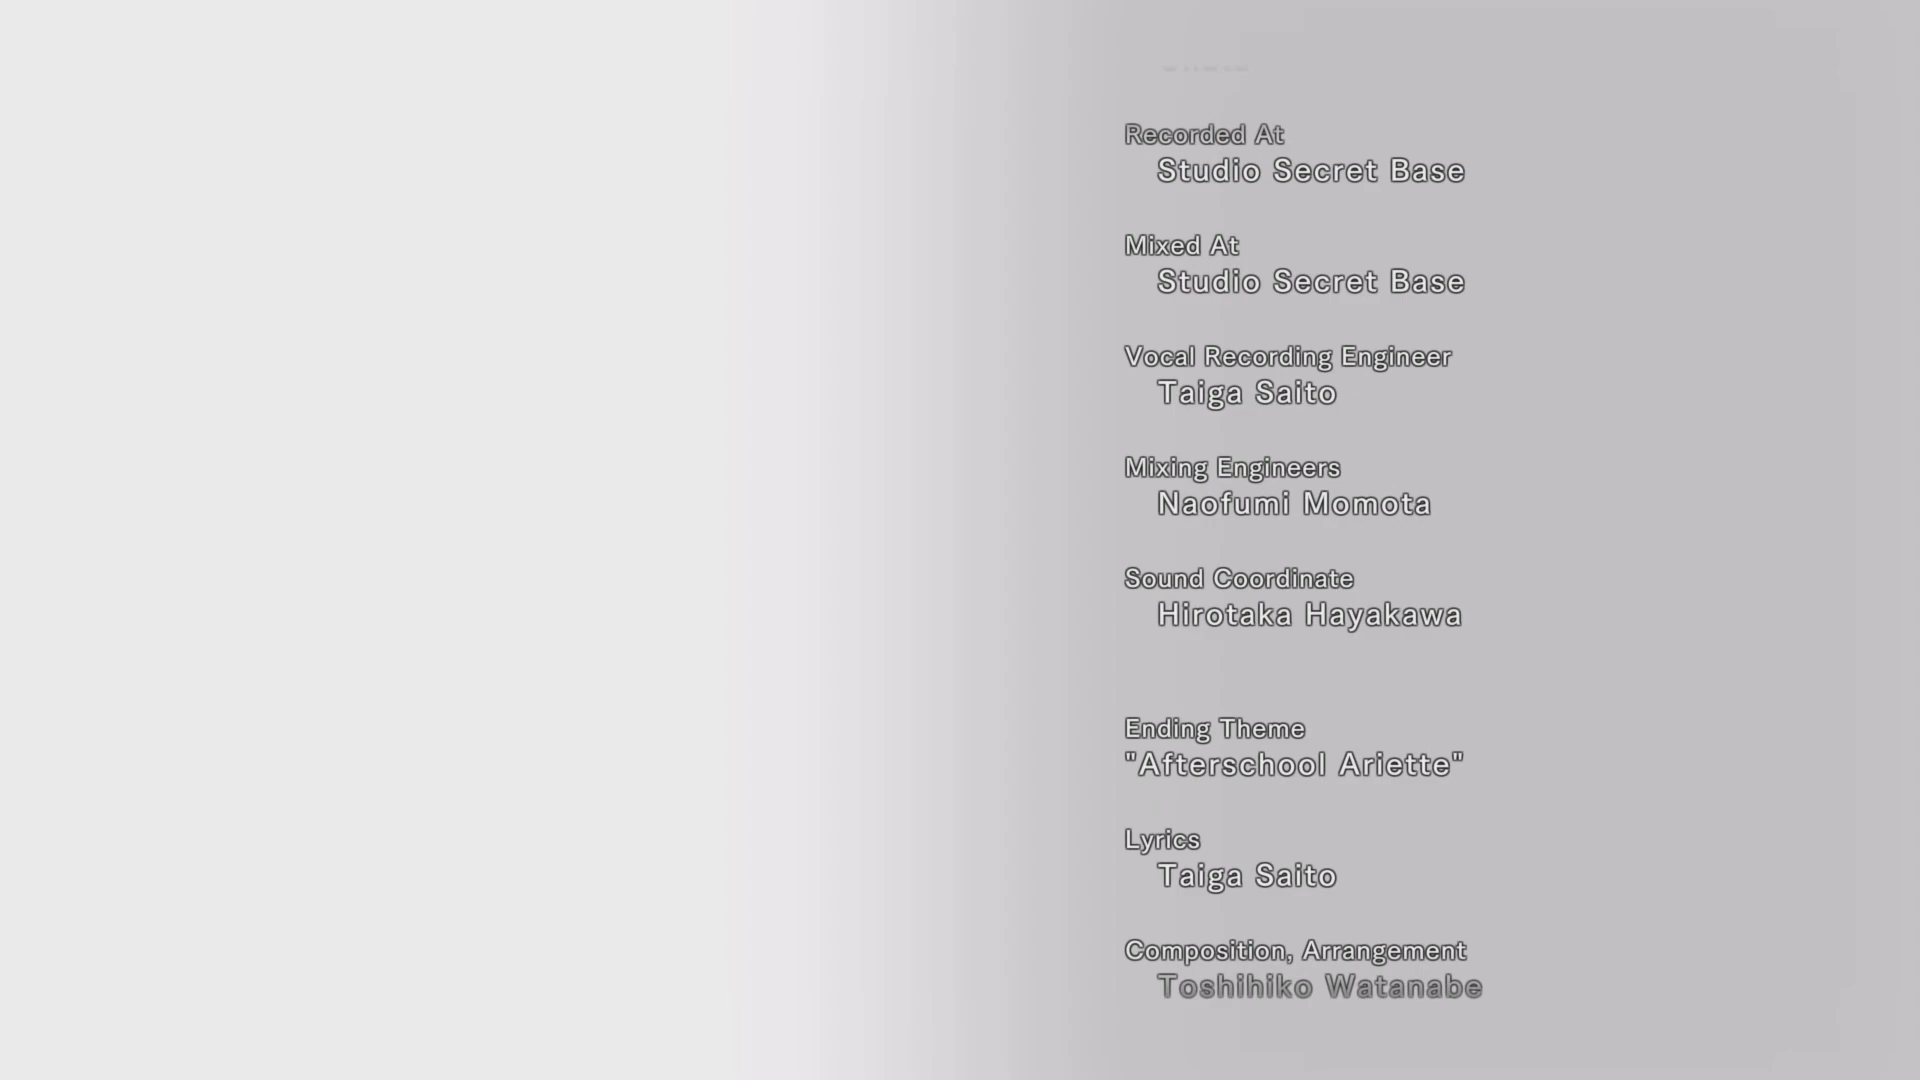 Recorded At
Studio Secret Base
Mixed At
Studio Secret Base
Vocal Recording Engineer
Taiga Saito
Mixing Engineers
Naofumi Momota
Sound Coordinate
Hirotaka Hayakawa
Ending Theme
"Afterschool Ariette"
Lyrics
Taiga Saito
Composition, Arrangement
Toshihiko Watanabe